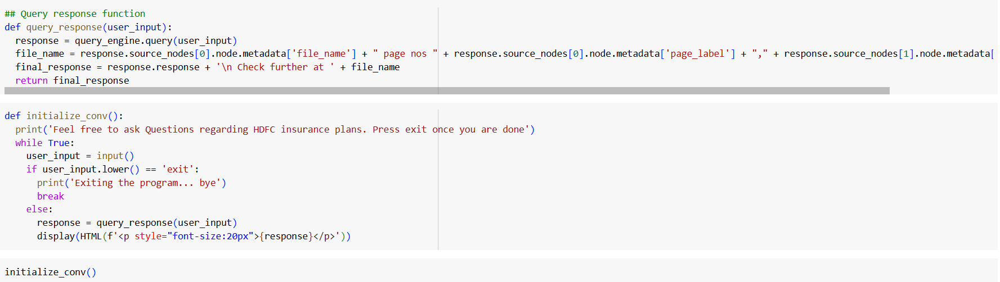 ## Query response function
def query_response(user_input):
  response = query_engine.query(user_input)
  file_name = response.source_nodes[0].node.metadata['file_name'] + " page nos " + response.source_nodes[0].node.metadata['page_label'] + "," + response.source_nodes[1].node.metadata[
  final_response = response.response + '\n Check further at ' + file_name
  return final_response
def initialize_conv():
  print('Feel free to ask Questions regarding HDFC insurance plans. Press exit once you are done')
  while True:
    user_input = input()
    if user_input.lower() == 'exit':
      print('Exiting the program... bye')
      break
    else:
      response = query_response(user_input)
      display(HTML(f'<p style="font-size:20px">{response}</p>'))
initialize_conv()